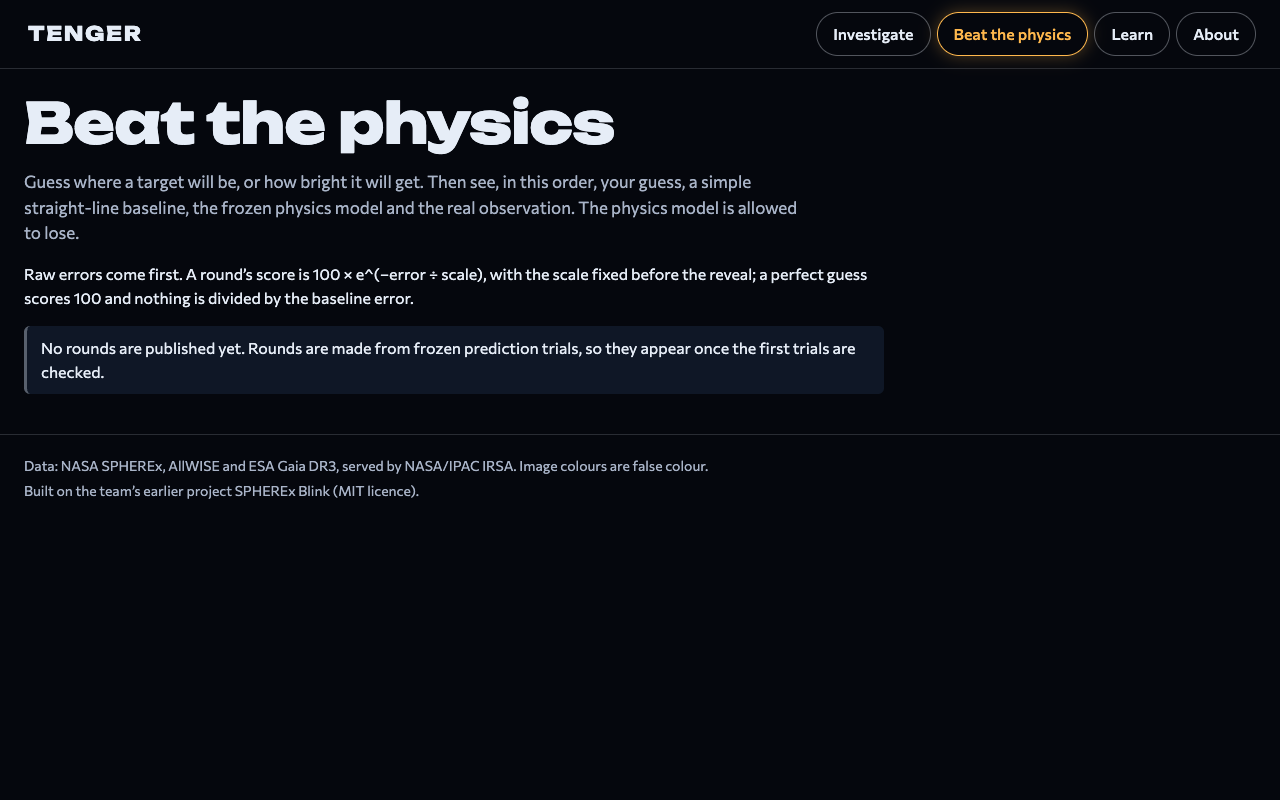 TENGER
Investigate
Beat the physics
Learn
About
Beat the physics
Guess where a target will be, or how bright it will get. Then see, in this order, your guess, a simple
straight-line baseline, the frozen physics model and the real observation. The physics model is allowed
to lose.
Raw errors come first. A round’s score is 100 × e^(−error ÷ scale), with the scale fixed before the reveal; a perfect guess
scores 100 and nothing is divided by the baseline error.
No rounds are published yet. Rounds are made from frozen prediction trials, so they appear once the first trials are
checked.
Data: NASA SPHEREx, AllWISE and ESA Gaia DR3, served by NASA/IPAC IRSA. Image colours are false colour.
Built on the team’s earlier project SPHEREx Blink (MIT licence).